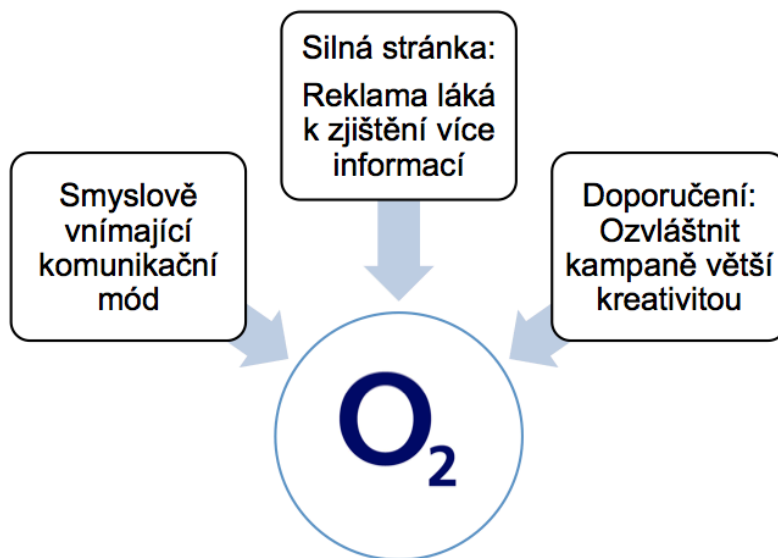 Silná stránka:
Reklama láká
k zjištění více
informací
Smyslově
vnímající
komunikační
mód
Doporučení:
Ozvláštnit
kampaně větší
kreativitou
O2